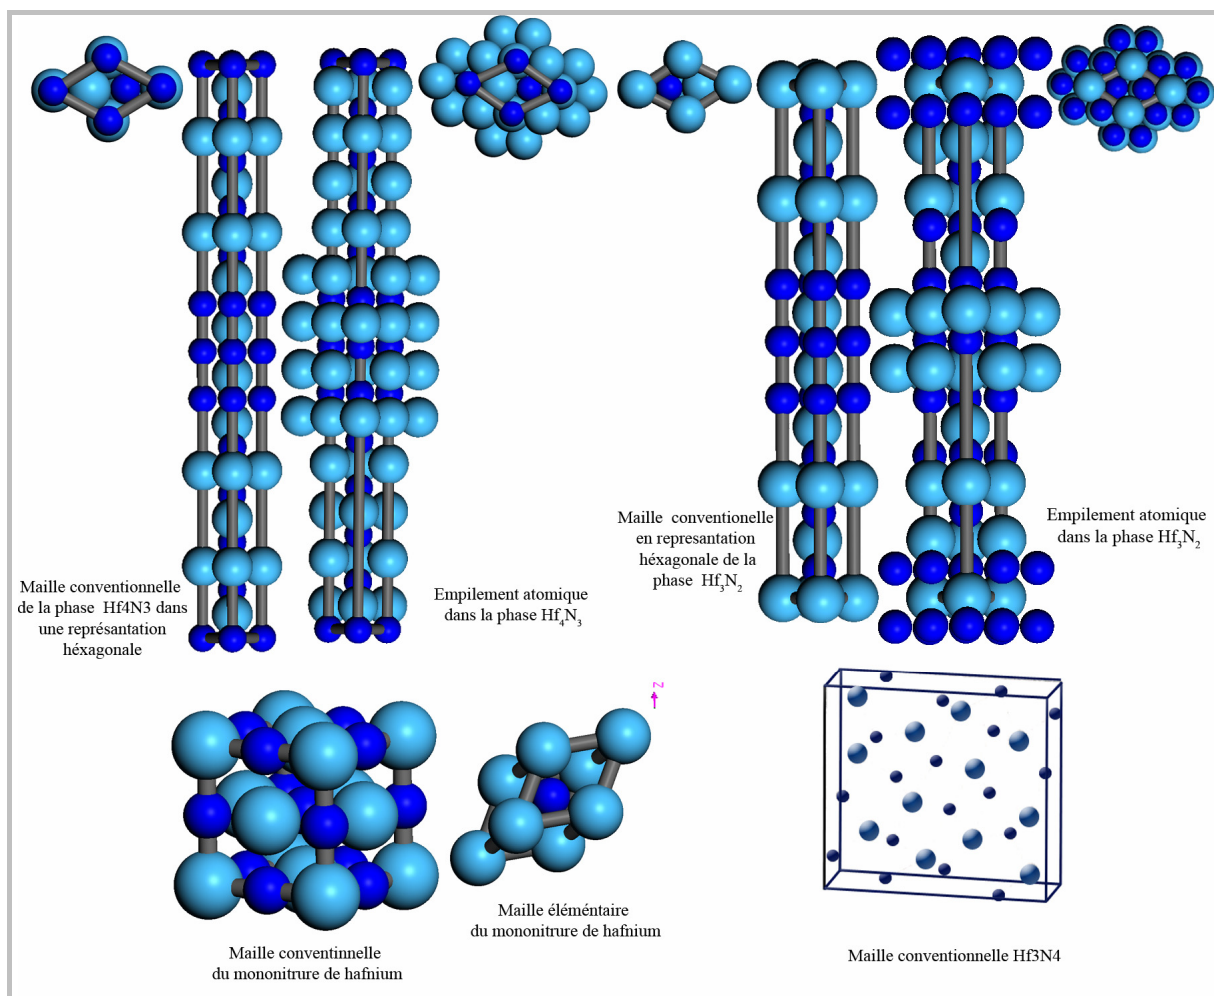 Maille conventionnelle
de la phase Hf4N3 dans
une représantation
héxagonale
Empilement atomique
dans la phase Hf4N3
Maille conventionelle
en represantation
héxagonale de la
phase Hf3N2
Empilement atomique
dans la phase Hf3N2
Z
Maille conventinnelle
du mononitrure de hafnium
Maille éléméntaire
du mononitrure de hafnium
Maille conventionnelle Hf3N4